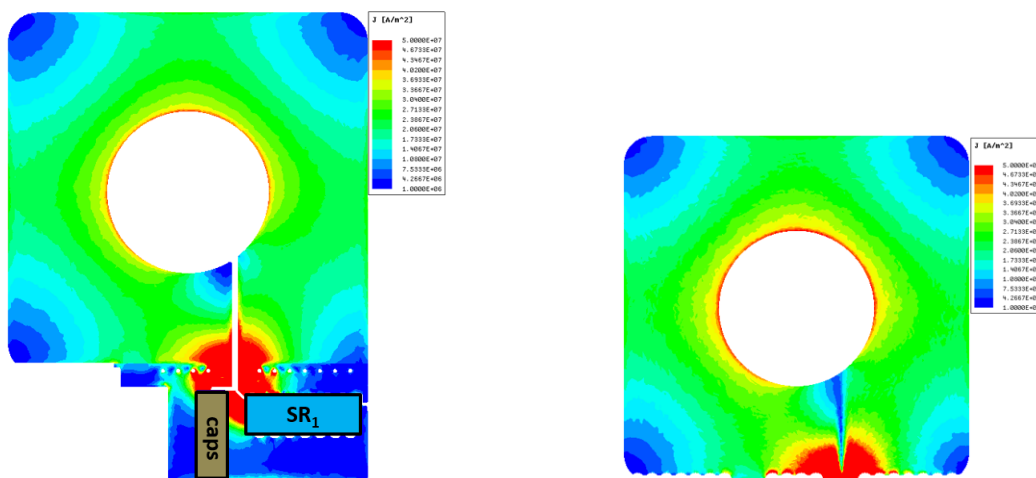 J [A/m^2]
5.0000E+07
4.6733E+07
4.3467E+07
4.0200E+07
3.6933E+07
3.3667E+07
3.0400E+07
2.7133E+07
2.3867E+07
2.0600E+07
1.7333E+07
1.4067E+07
1.0800E+07
7.5333E+06
4.2667E+06
1.0000E+06
caps
SR1
J [A/m^2]
5.0000E+0
4.6733E+0
4.3467E+0
4.0200E+0
3.6933E+0
3.3667E+0
3.0400E+0
2.7133E+0
2.3867E+0
2.0600E+0
1.7333E+0
1.4067E+0
1.0800E+0
7.5333E+0
4.2667E+0
1.0000E+0